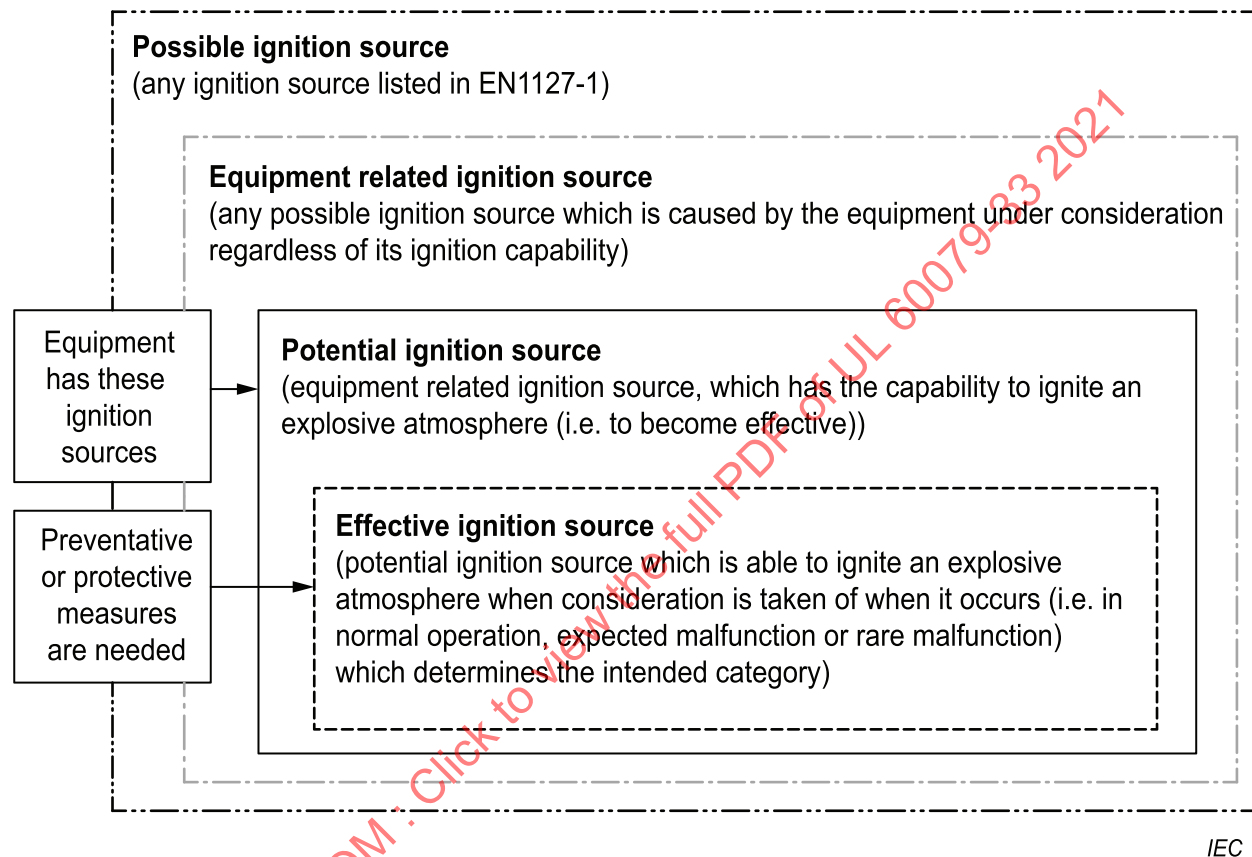 Possible ignition source
(any ignition source listed in EN1127-1)
Equipment related ignition source
(any possible ignition source which is caused by the equipment under consideration
regardless of its ignition capability)
Equipment
has these
ignition
sources
Potential ignition source
(equipment related ignition source, which has the capability to ignite an
explosive atmosphere (i.e. to become effective))
Preventative
or protective
measures
are needed
Effective ignition source
(potential ignition source which is able to ignite an explosive
atmosphere when consideration is taken of when it occurs (i.e. in
normal operation, expected malfunction or rare malfunction)
which determines the intended category)
IEC
: Click to view the full PDF of UL 60079-33 2021